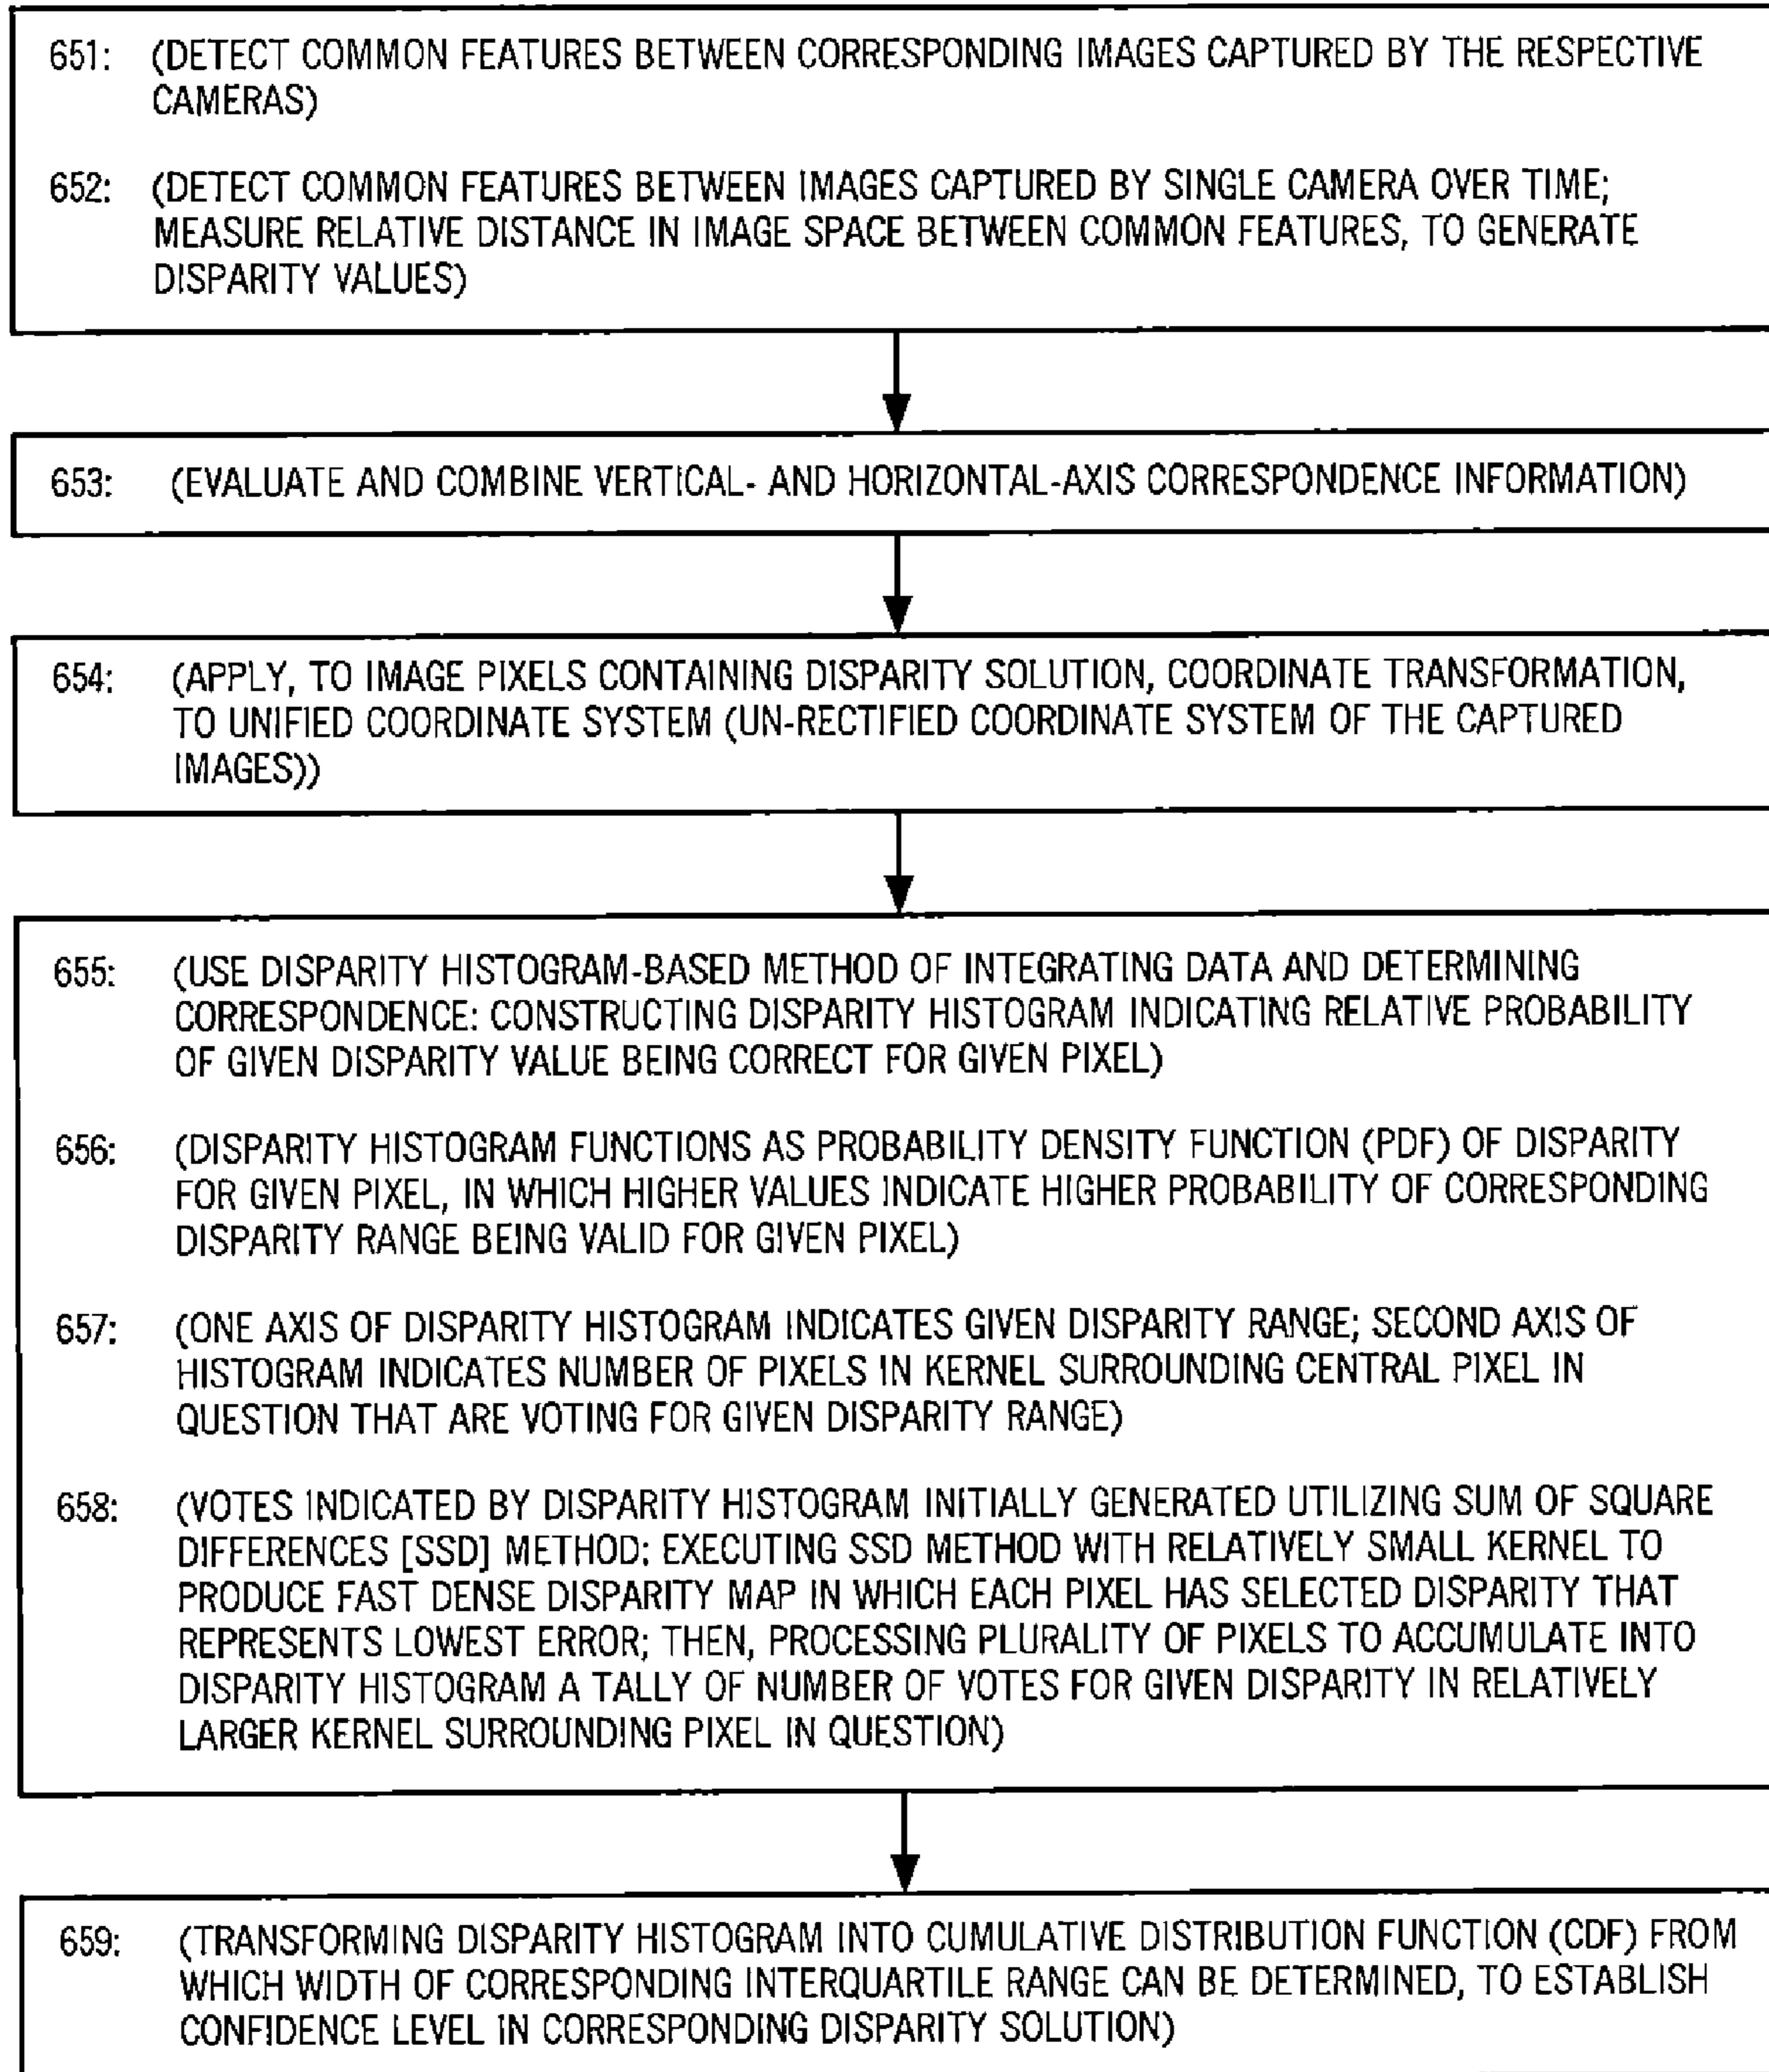 651: (DETECT COMMON FEATURES BETWEEN CORRESPONDING IMAGES CAPTURED BY THE RESPECTIVE
CAMERAS)
652: (DETECT COMMON FEATURES BETWEEN IMAGES CAPTURED BY SINGLE CAMERA OVER TIME;
MEASURE RELATIVE DISTANCE IN IMAGE SPACE BETWEEN COMMON FEATURES, TO GENERATE
DISPARITY VALUES)
653: (EVALUATE AND COMBINE VERTICAL- AND HORIZONTAL-AXIS CORRESPONDENCE INFORMATION)
654: (APPLY, TO IMAGE PIXELS CONTAINING DISPARITY SOLUTION, COORDINATE TRANSFORMATION,
TO UNIFIED COORDINATE SYSTEM (UN-RECTIFIED COORDINATE SYSTEM OF THE CAPTURED
IMAGES))
655: (USE DISPARITY HISTOGRAM-BASED METHOD OF INTEGRATING DATA AND DETERMINING
CORRESPONDENCE: CONSTRUCTING DISPARITY HISTOGRAM INDICATING RELATIVE PROBABILITY
OF GIVEN DISPARITY VALUE BEING CORRECT FOR GIVEN PIXEL)
656: (DISPARITY HISTOGRAM FUNCTIONS AS PROBABILITY DENSITY FUNCTION (PDF) OF DISPARITY
FOR GIVEN PIXEL, IN WHICH HIGHER VALUES INDICATE HIGHER PROBABILITY OF CORRESPONDING
DISPARITY RANGE BEING VALID FOR GIVEN PIXEL)
657: (ONE AXIS OF DISPARITY HISTOGRAM INDICATES GIVEN DISPARITY RANGE; SECOND AXIS OF
HISTOGRAM INDICATES NUMBER OF PIXELS IN KERNEL SURROUNDING CENTRAL PIXEL IN
QUESTION THAT ARE VOTING FOR GIVEN DISPARITY RANGE)
658: (VOTES INDICATED BY DISPARITY HISTOGRAM INITIALLY GENERATED UTILIZING SUM OF SQUARE
DIFFERENCES [SSD] METHOD: EXECUTING SSD METHOD WITH RELATIVELY SMALL KERNEL TO
PRODUCE FAST DENSE DISPARITY MAP IN WHICH EACH PIXEL HAS SELECTED DISPARITY THAT
REPRESENTS LOWEST ERROR; THEN, PROCESSING PLURALITY OF PIXELS TO ACCUMULATE INTO
DISPARITY HISTOGRAM A TALLY OF NUMBER OF VOTES FOR GIVEN DISPARITY IN RELATIVELY
LARGER KERNEL SURROUNDING PIXEL IN QUESTION)
659: (TRANSFORMING DISPARITY HISTOGRAM INTO CUMULATIVE DISTRIBUTION FUNCTION (CDF) FROM
WHICH WIDTH OF CORRESPONDING INTERQUARTILE RANGE CAN BE DETERMINED, TO ESTABLISH
CONFIDENCE LEVEL IN CORRESPONDING DISPARITY SOLUTION)